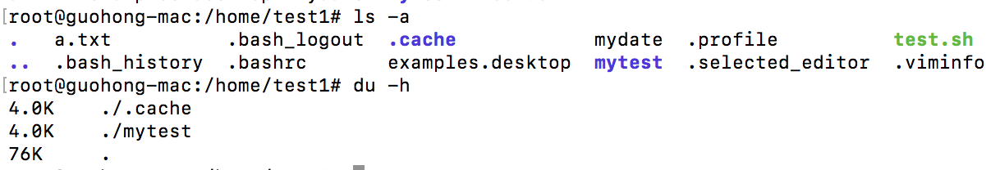 [root@guohong-mac:/home/test1# ls -a
. a.txt .bash_logout .cache mydate .profile test.sh
.. .bash_history .bashrc examples.desktop mytest .selected_editor .viminfo
[root@guohong-mac:/home/test1# du -h
4.0K ./.cache
4.0K ./mytest
76K .